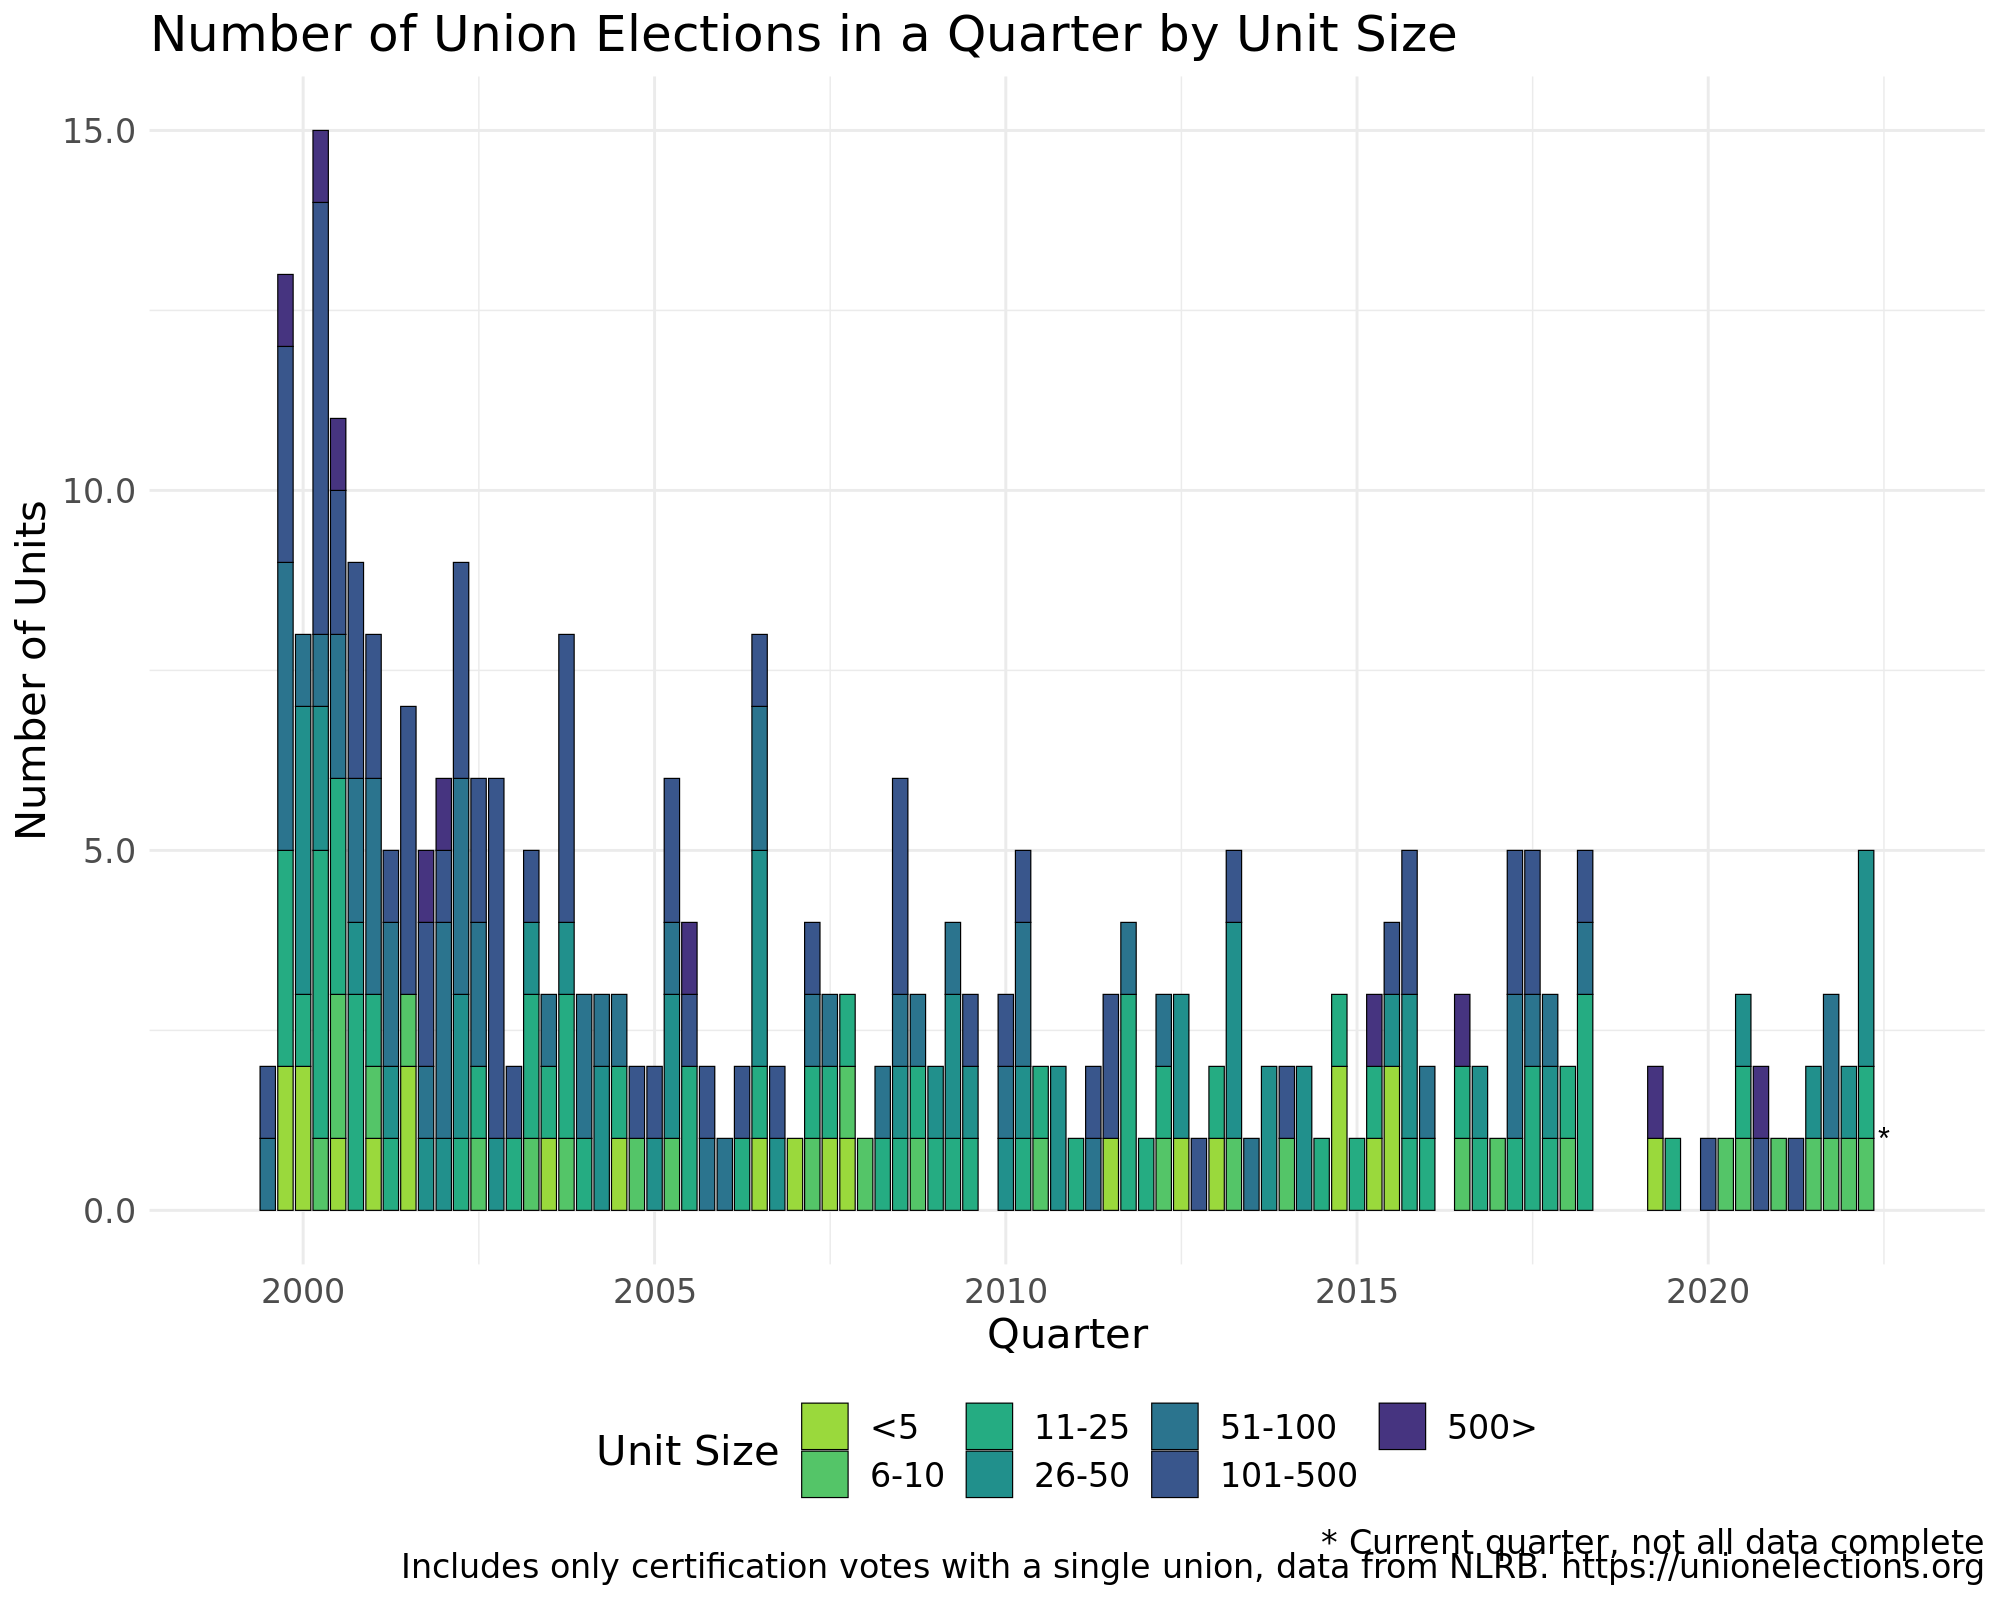 Number of Union Elections in a Quarter by Unit Size
15.0
10.0
5.0
0.0
Number of Units
*
2000 2005 2010 2015 2020
Quarter
Unit Size
<5 11-25 51-100 500>
6-10 26-50 101-500
* Current quarter, not all data complete
Includes only certification votes with a single union, data from NLRB. https://unionelections.org